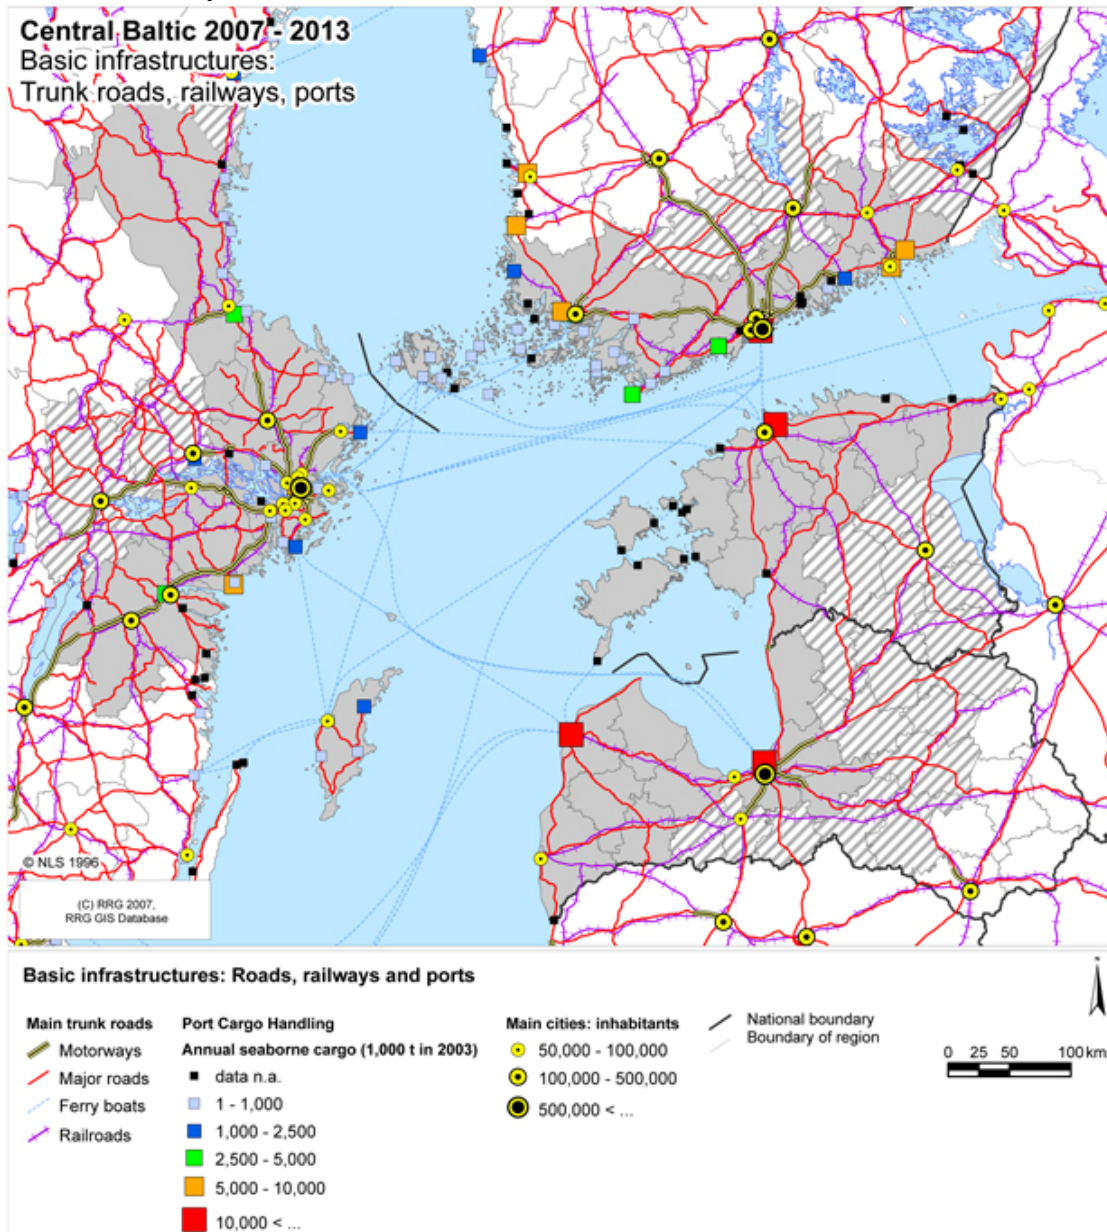 Central Baltic 2007 - 2013
Basic infrastructures:
Trunk roads, railways, ports
© NLS 1996
(C) RRG 2007,
RRG GIS Database
Basic infrastructures: Roads, railways and ports
Main trunk roads
Motorways
Major roads
Ferry boats
Railroads
Port Cargo Handling
Annual seaborne cargo (1,000 t in 2003)
data n.a.
1 - 1,000
1,000 - 2,500
2,500 - 5,000
5,000 - 10,000
10,000 < ...
Main cities: inhabitants
50,000 - 100,000
100,000 - 500,000
500,000 < ...
National boundary
Boundary of region
N
0 25 50 100 km